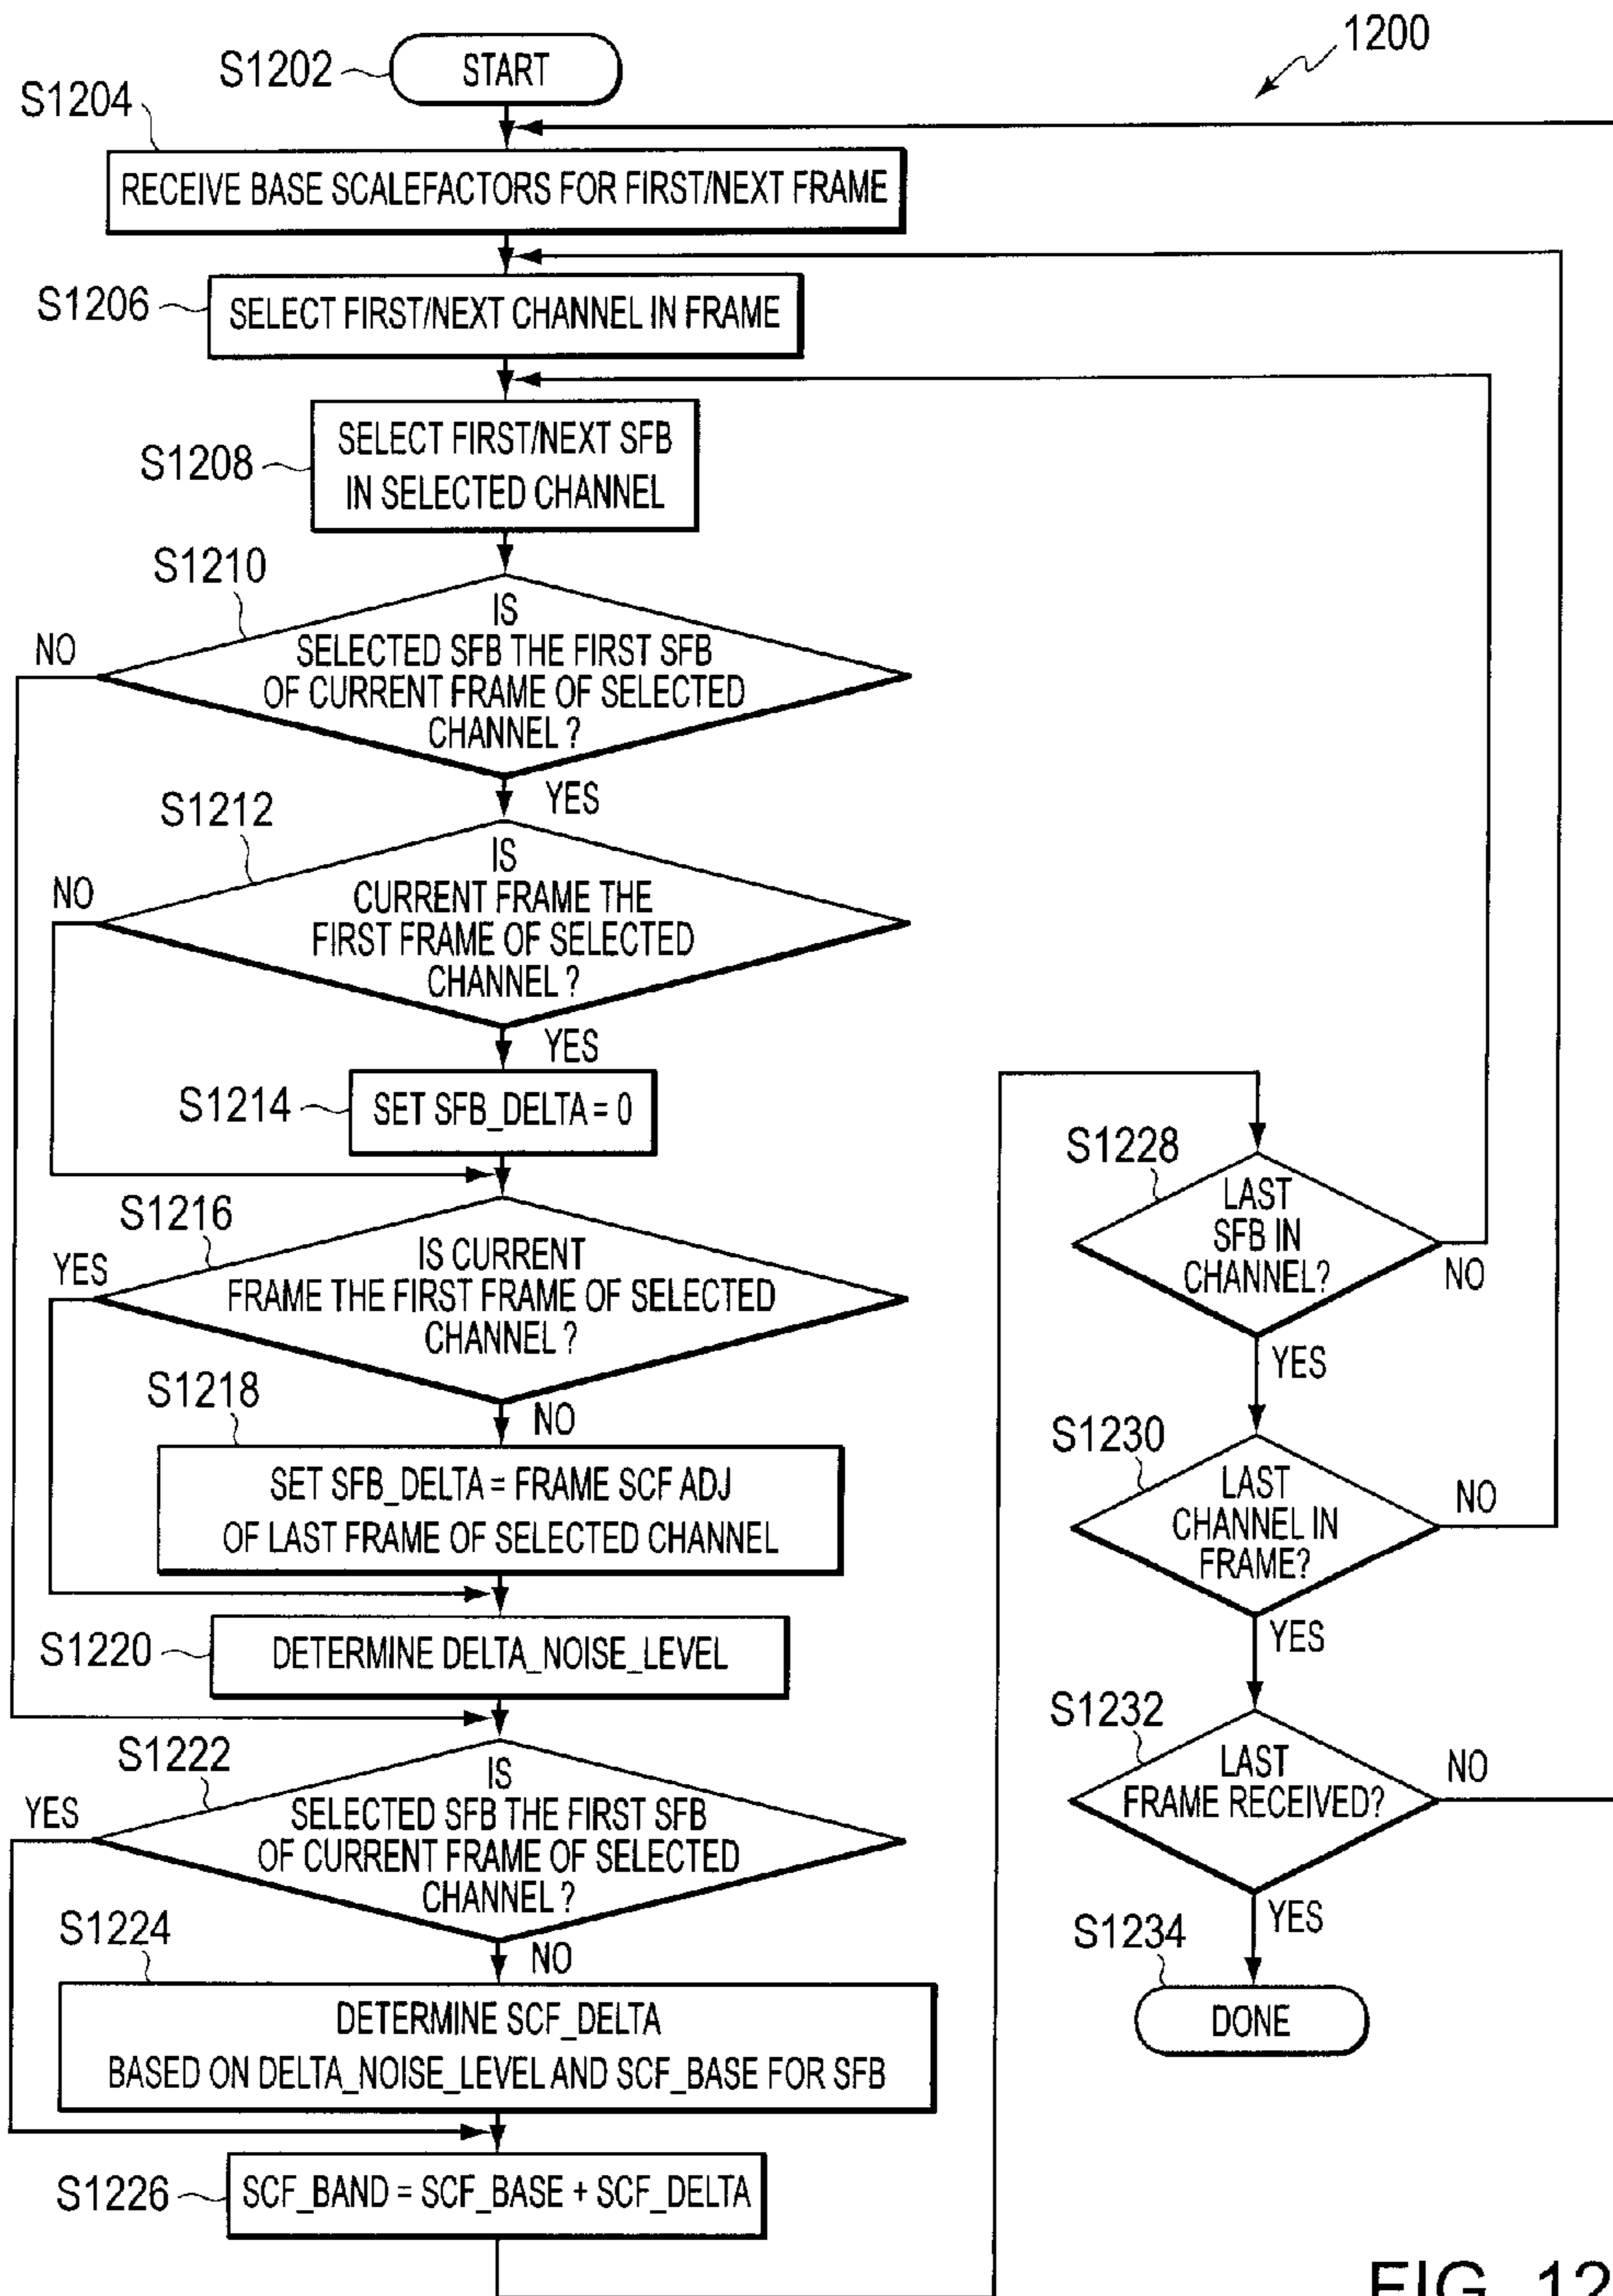 1200
S1202
START
S1204
RECEIVE BASE SCALEFACTORS FOR FIRST/NEXT FRAME
S1206
SELECT FIRST/NEXT CHANNEL IN FRAME
S1208
SELECT FIRST/NEXT SFB
IN SELECTED CHANNEL
S1210
NO
IS
SELECTED SFB THE FIRST SFB
OF CURRENT FRAME OF SELECTED
CHANNEL ?
YES
S1212
NO
IS
CURRENT FRAME THE
FIRST FRAME OF SELECTED
CHANNEL ?
YES
S1214
SET SFB_DELTA = 0
S1216
YES
IS CURRENT
FRAME THE FIRST FRAME OF SELECTED
CHANNEL ?
NO
S1218
SET SFB_DELTA = FRAME SCF ADJ
OF LAST FRAME OF SELECTED CHANNEL
S1220
DETERMINE DELTA_NOISE_LEVEL
S1222
YES
IS
SELECTED SFB THE FIRST SFB
OF CURRENT FRAME OF SELECTED
CHANNEL ?
NO
S1224
DETERMINE SCF_DELTA
BASED ON DELTA_NOISE_LEVEL AND SCF_BASE FOR SFB
S1226
SCF_BAND = SCF_BASE + SCF_DELTA
S1228
LAST
SFB IN
CHANNEL?
NO
YES
S1230
LAST
CHANNEL IN
FRAME?
NO
YES
S1232
LAST
FRAME RECEIVED?
NO
YES
S1234
DONE
FIG. 12